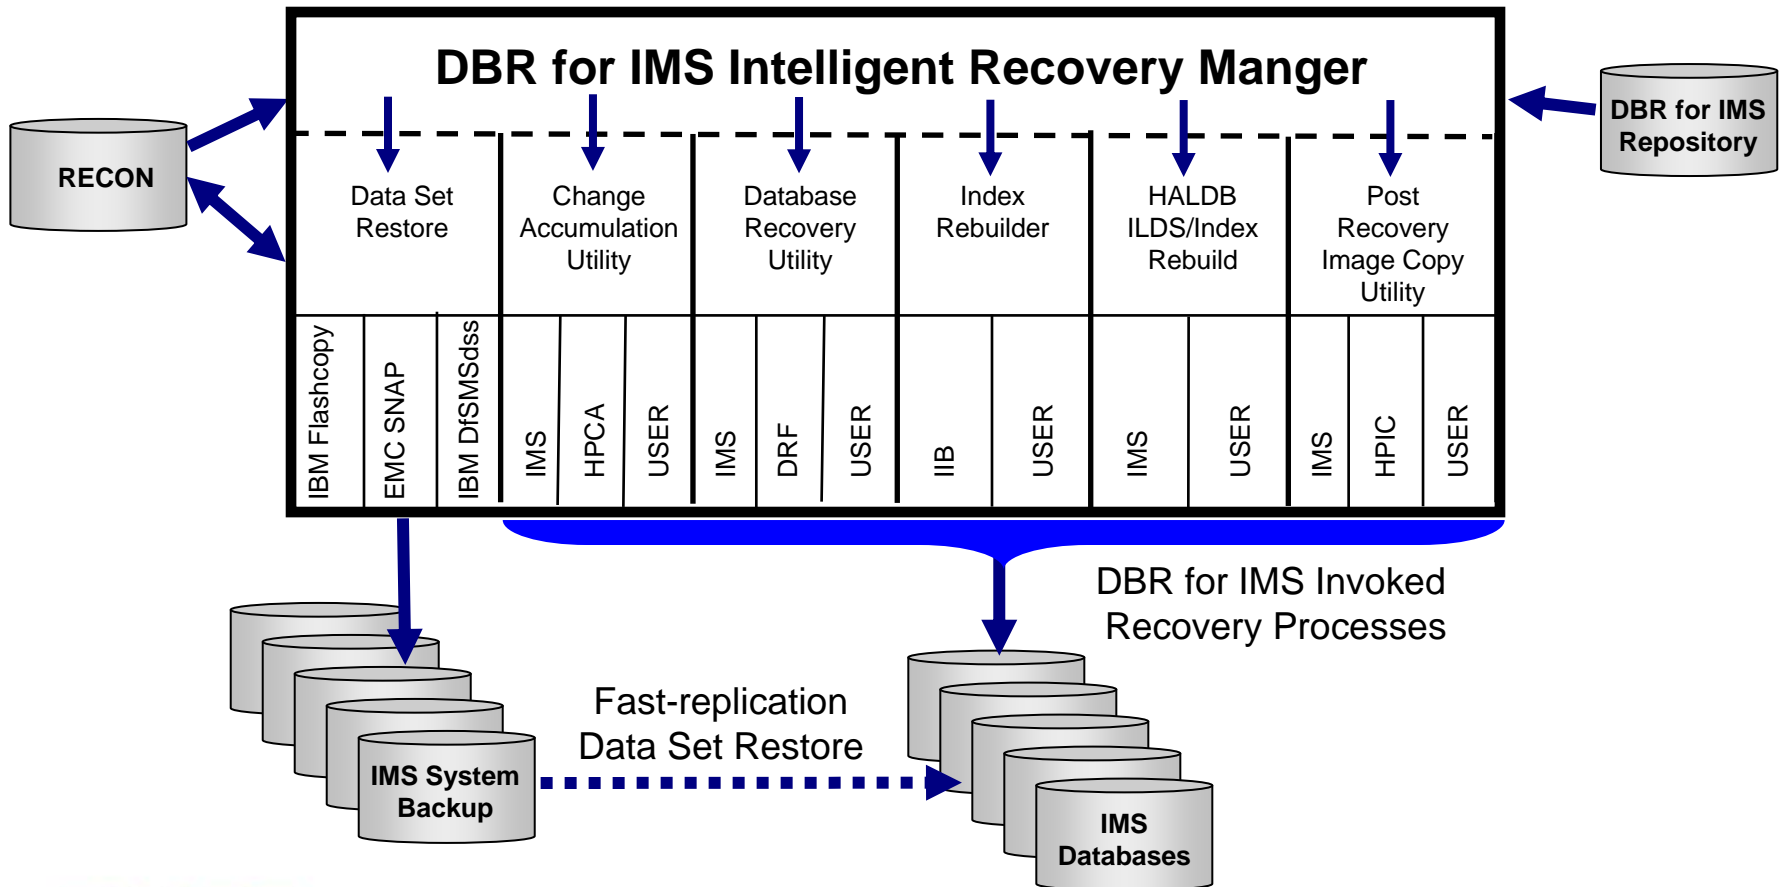 DBR for IMS Intelligent Recovery Manger
RECON
DBR for IMS
Repository
Data Set
Restore
Change
Accumulation
Utility
Database
Recovery
Utility
Index
Rebuilder
HALDB
ILDS/Index
Rebuild
Post
Recovery
Image Copy
Utility
IBM Flashcopy
EMC SNAP
IBM DfSMSdss
IMS
HPCA
USER
IMS
DRF
USER
IIB
USER
IMS
USER
IMS
HPIC
USER
DBR for IMS Invoked
Recovery Processes
Fast-replication
Data Set Restore
IMS System
Backup
IMS
Databases